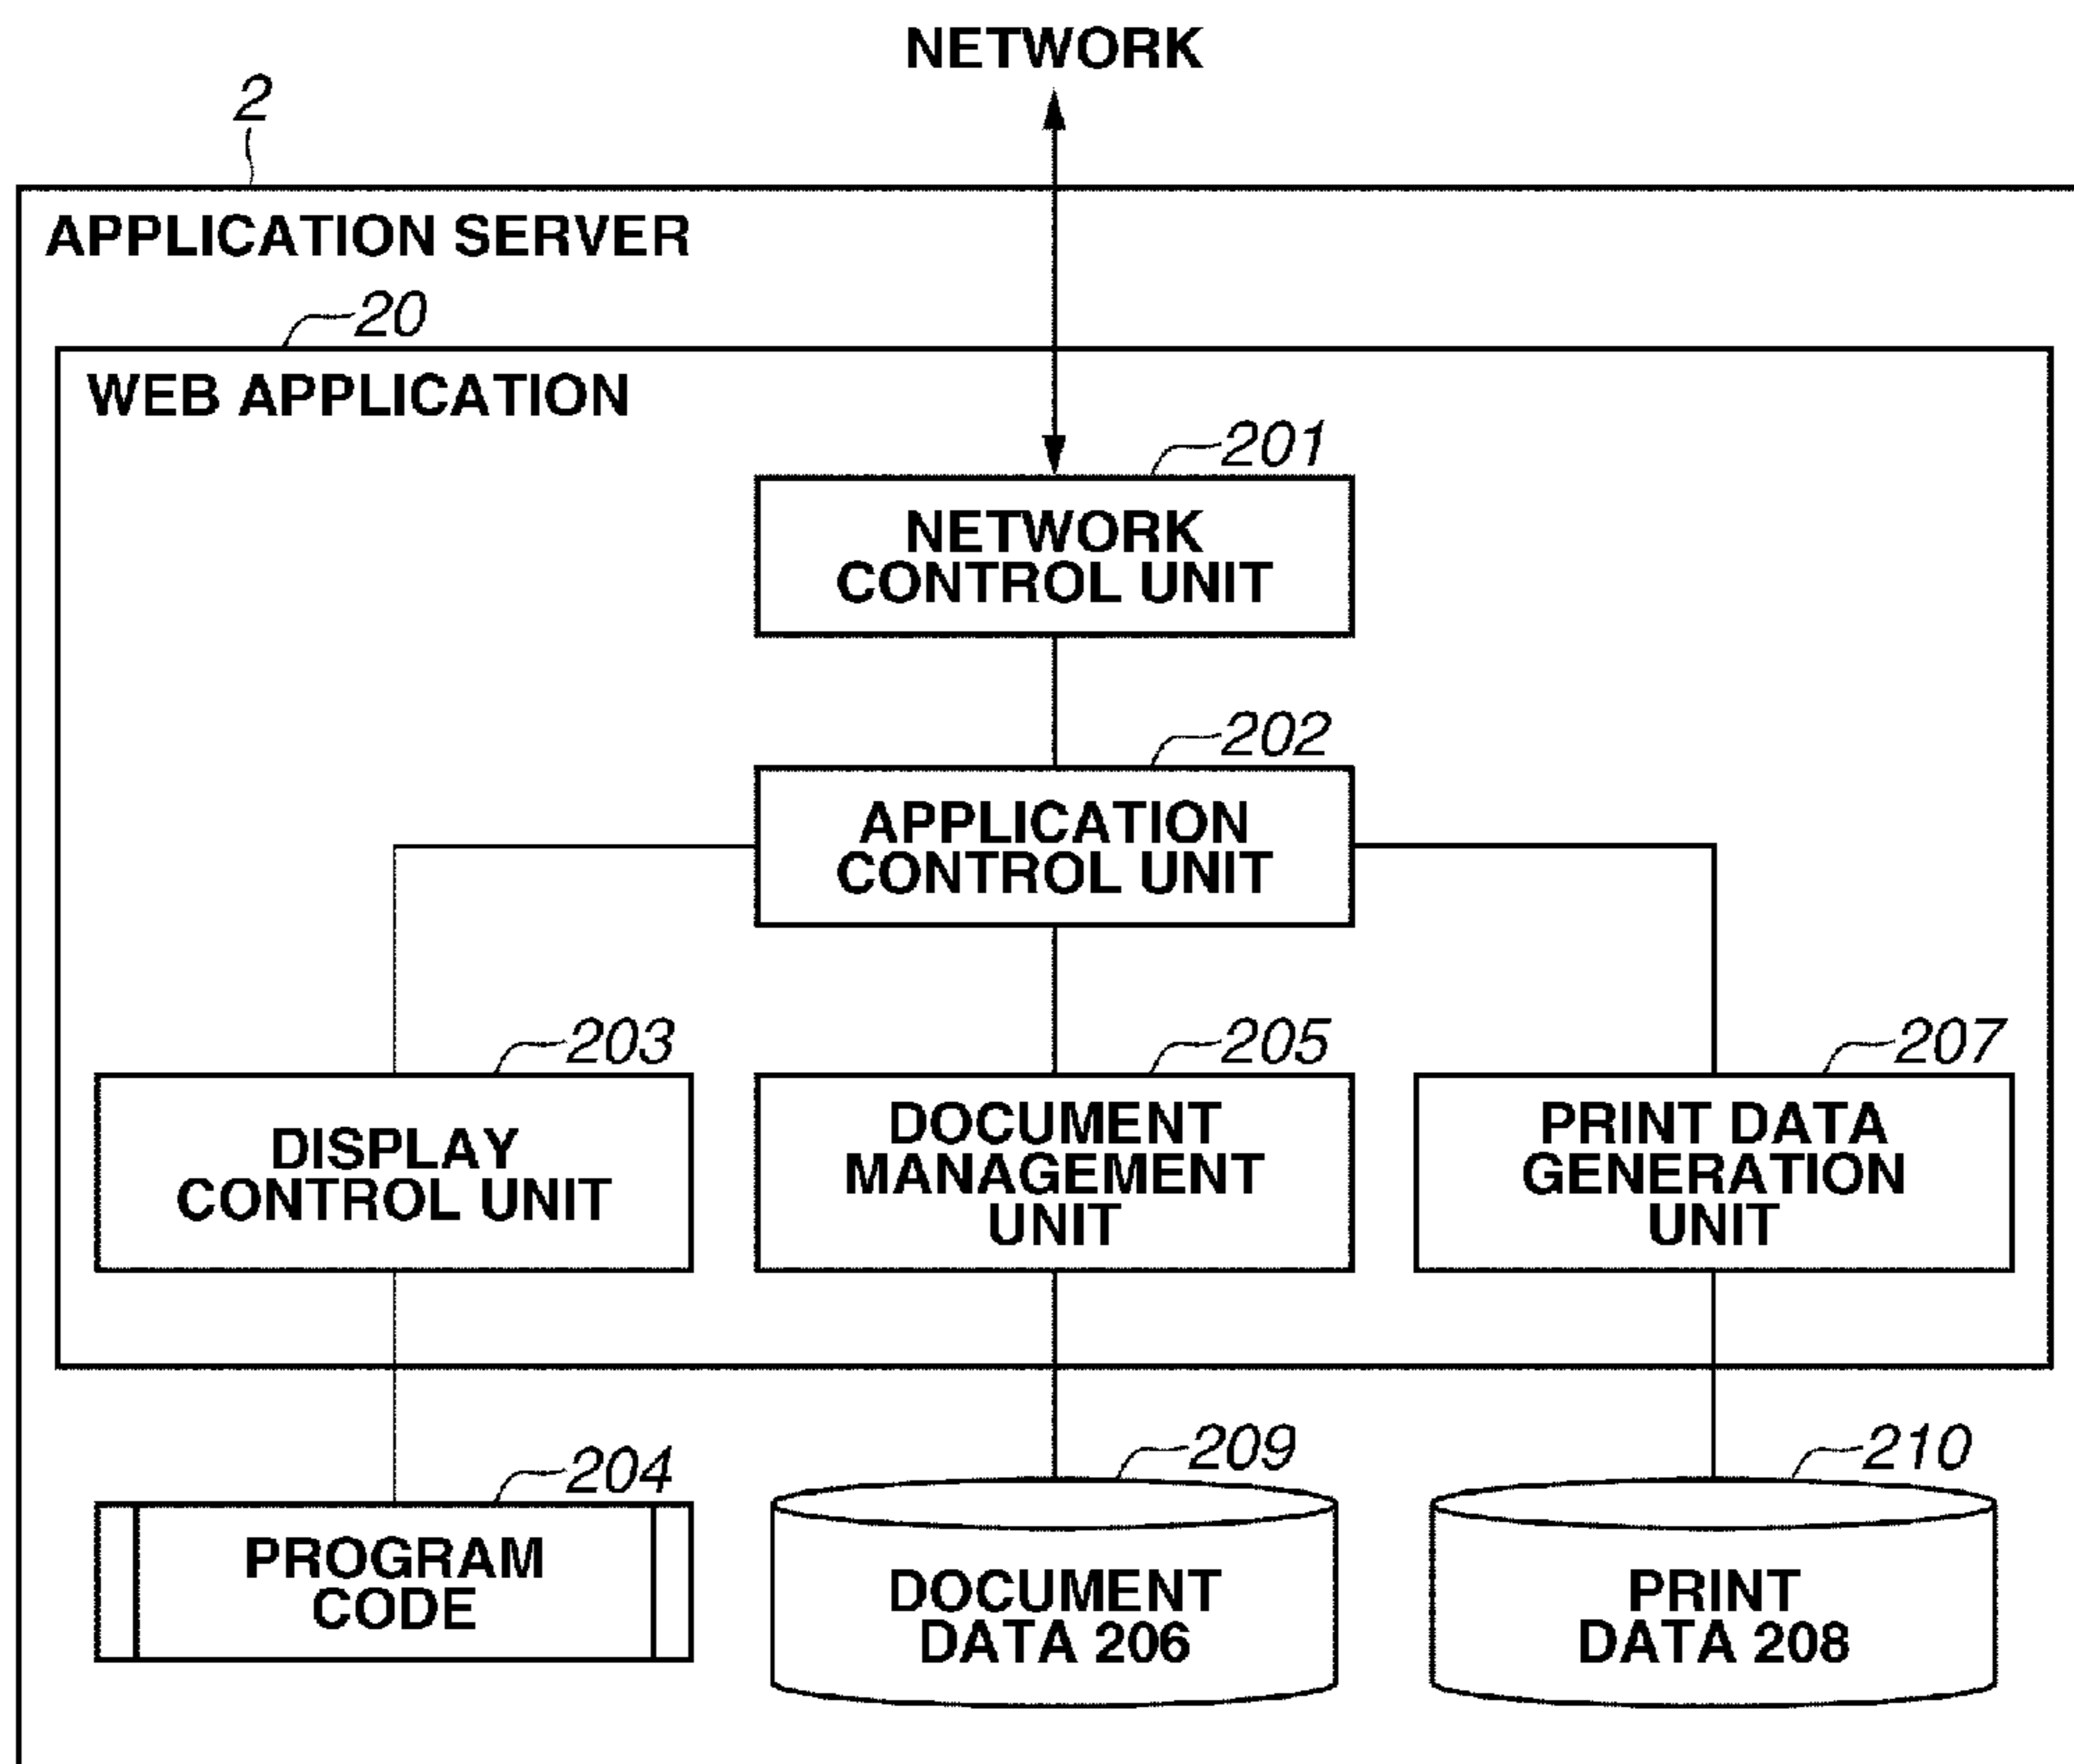 NETWORK
2
APPLICATION SERVER
20
WEB APPLICATION
201
NETWORK
CONTROL UNIT
202
APPLICATION
CONTROL UNIT
203
DISPLAY
CONTROL UNIT
205
DOCUMENT
MANAGEMENT
UNIT
207
PRINT DATA
GENERATION
UNIT
204
PROGRAM
CODE
209
DOCUMENT
DATA 206
210
PRINT
DATA 208